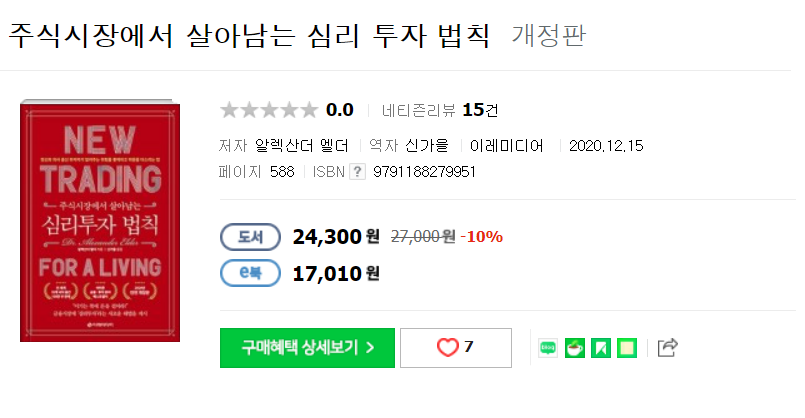 주식시장에서 살아남는 심리 투자 법칙 개정판
NEW
TRADING
주식시장에서 살아남는
심리투자 법칙
Dr. Alexander Elder
FOR A LIVING
0.0 네티즌리뷰 15건
저자 알렉산더 엘더 역자 신가을 이레미디어 2020.12.15
페이지 588 ISBN ? 9791188279951
도서 24,300원 27,000원 -10%
e북 17,010원
구매혜택 상세보기 >
7